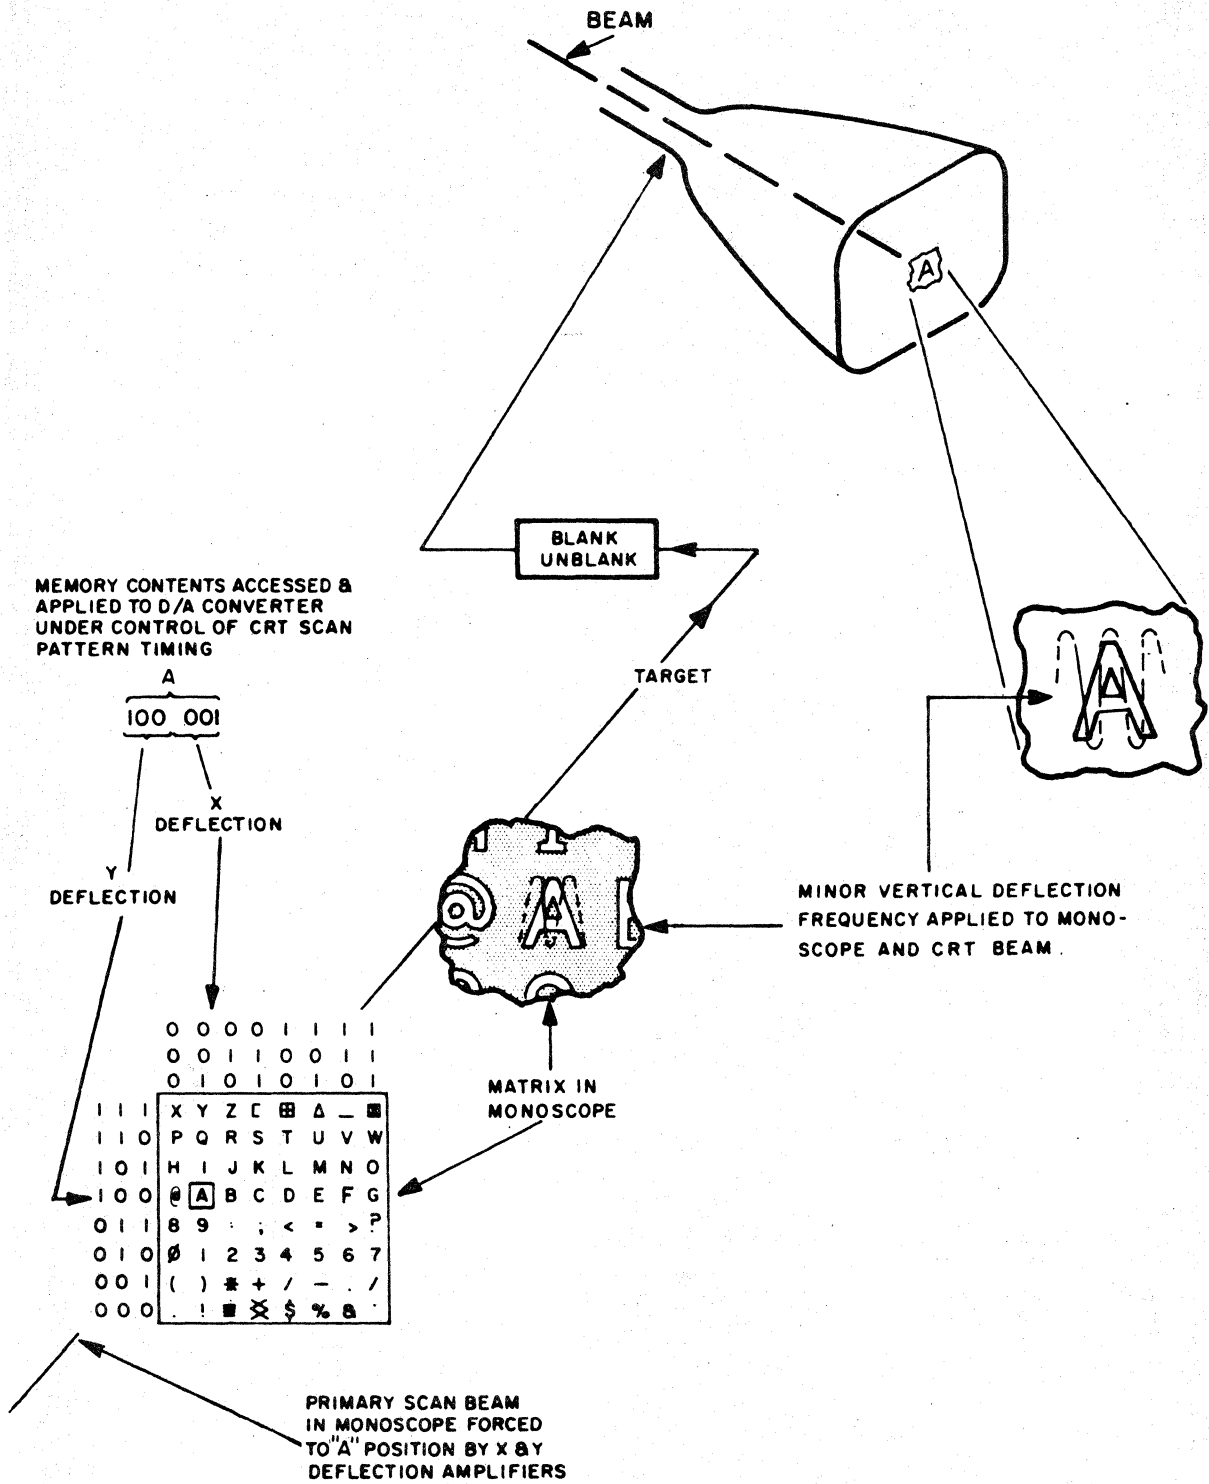 BEAM
A
BLANK
UNBLANK
MEMORY CONTENTS ACCESSED &
APPLIED TO D/A CONVERTER
UNDER CONTROL OF CRT SCAN
PATTERN TIMING
A
100 001
TARGET
A
X
DEFLECTION
Y
DEFLECTION
A
MINOR VERTICAL DEFLECTION
FREQUENCY APPLIED TO MONO-
SCOPE AND CRT BEAM.
0 0 0 0 1 1 1 1
0 0 1 1 0 0 1 1
0 1 0 1 0 1 0 1
MATRIX IN
MONOSCOPE
1 1 1 X Y Z [ ⊞ Δ _
1 1 0 P Q R S T U V W
1 0 1 H I J K L M N O
1 0 0 @ A B C D E F G
0 1 1 8 9 : ; < = > ?
0 1 0 Ø 1 2 3 4 5 6 7
0 0 1 ( ) * + / — . /
0 0 0 . ! $ % &
PRIMARY SCAN BEAM
IN MONOSCOPE FORCED
TO "A" POSITION BY X & Y
DEFLECTION AMPLIFIERS